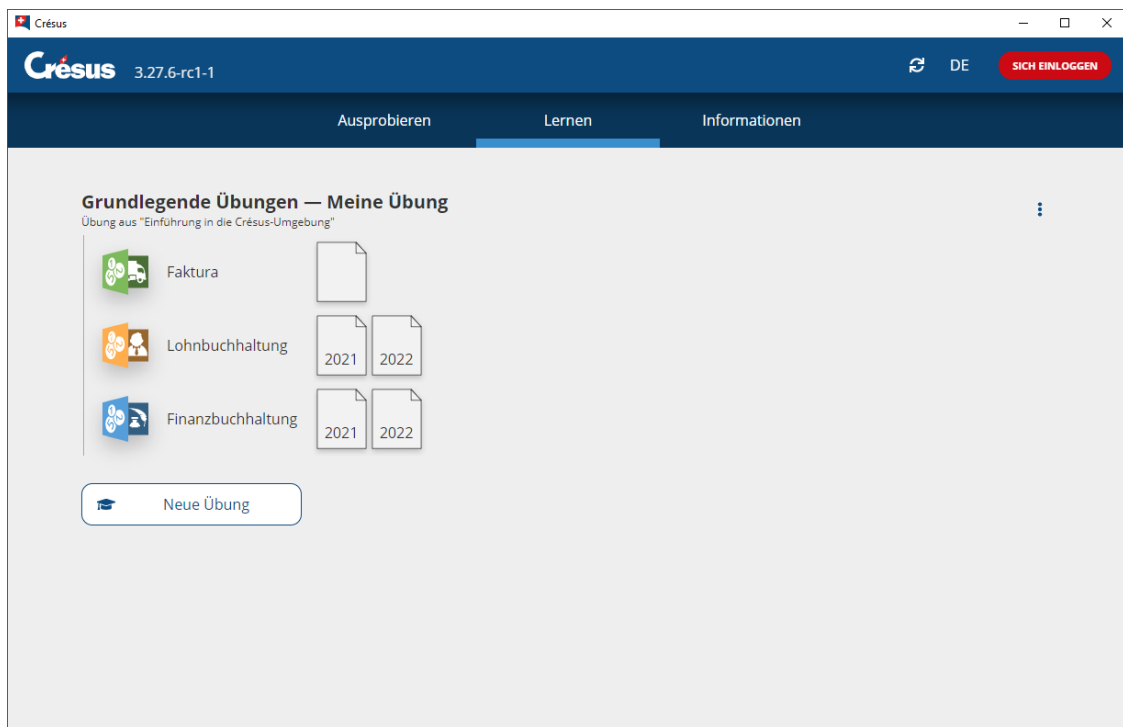 Crésus
Crésus 3.27.6-rc1-1 DE SICH EINLOGGEN
Ausprobieren Lernen Informationen
Grundlegende Übungen — Meine Übung
Übung aus "Einführung in die Crésus-Umgebung"
Faktura
Lohnbuchhaltung 2021 2022
Finanzbuchhaltung 2021 2022
Neue Übung